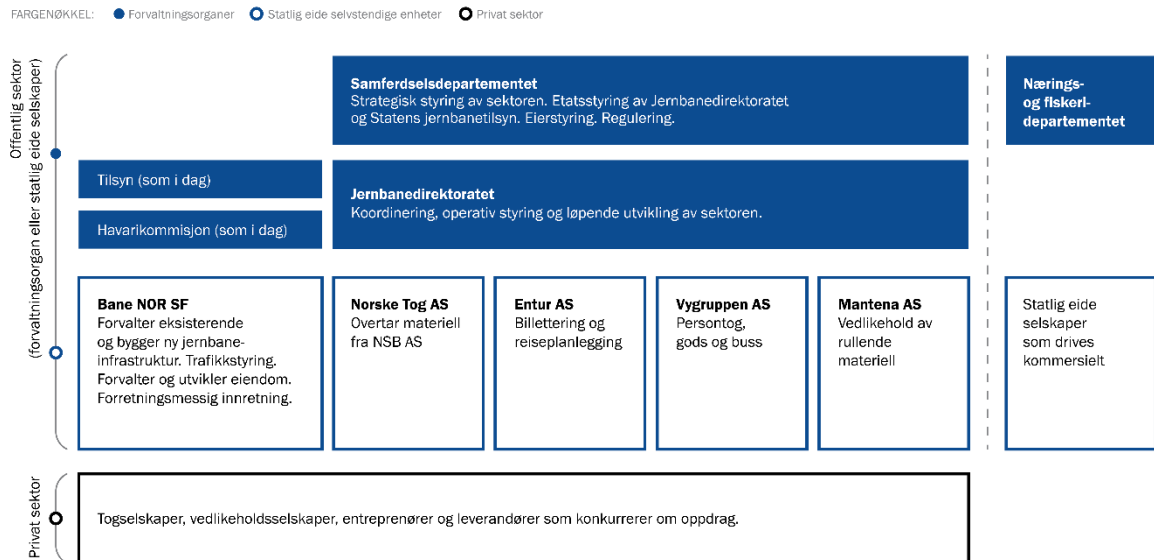 FARGENØKKEL:
Forvaltningsorganer
Statlig eide selvstendige enheter
Privat sektor
Offentlig sektor
(forvaltningsorgan eller statlig eide selskaper)
Samferdselsdepartementet
Strategisk styring av sektoren. Etatsstyring av Jernbanedirektoratet
og Statens jernbanetilsyn. Eierstyring. Regulering.
Nærings-
og fiskeri-
departementet
Tilsyn (som i dag)
Havarikommisjon (som i dag)
Jernbanedirektoratet
Koordinering, operativ styring og løpende utvikling av sektoren.
Bane NOR SF
Forvalter eksisterende
og bygger ny jernbane-
infrastruktur. Trafikkstyring.
Forvalter og utvikler eiendom.
Forretningsmessig innretning.
Norske Tog AS
Overtar materiell
fra NSB AS
Entur AS
Billettering og
reiseplanlegging
Vygruppen AS
Persontog,
gods og buss
Mantena AS
Vedlikehold av
rullende
materiell
Statlig eide
selskaper
som drives
kommersielt
Privat sektor
Togselskaper, vedlikeholdsselskaper, entreprenører og leverandører som konkurrerer om oppdrag.